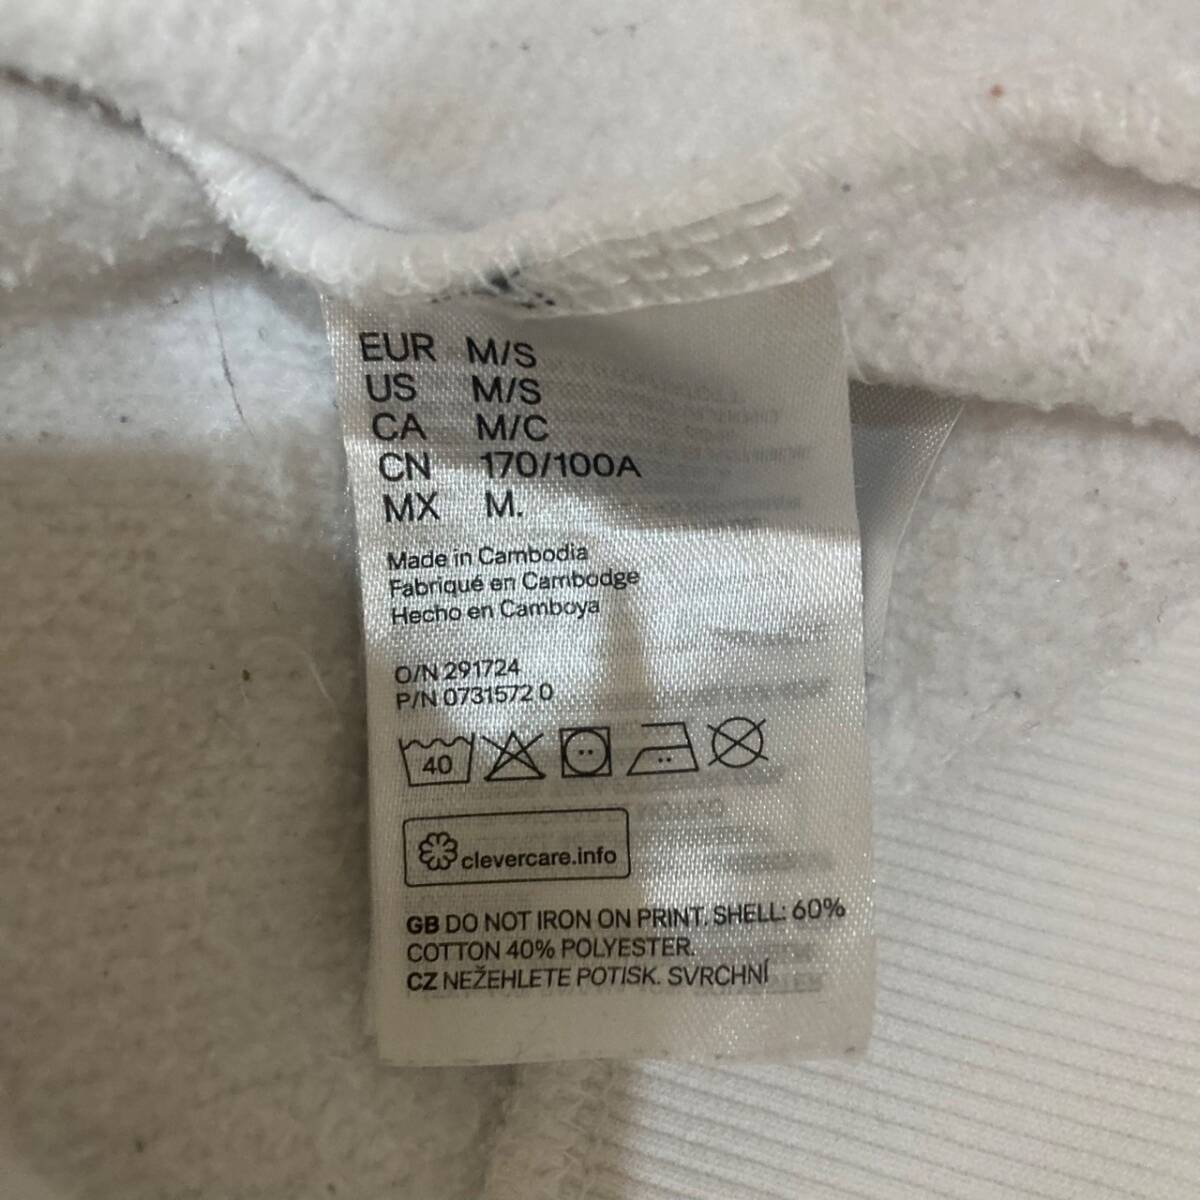 EUR M/S
US M/S
CA M/C
CN 170/100A
MX M.
Made in Cambodia
Fabriqué en Cambodge
Hecho en Camboya
O/N 291724
P/N 0731572 0
40
clevercare.info
GB DO NOT IRON ON PRINT. SHELL: 60%
COTTON 40% POLYESTER.
CZ NEŽEHLETE POTISK. SVRCHNÍ